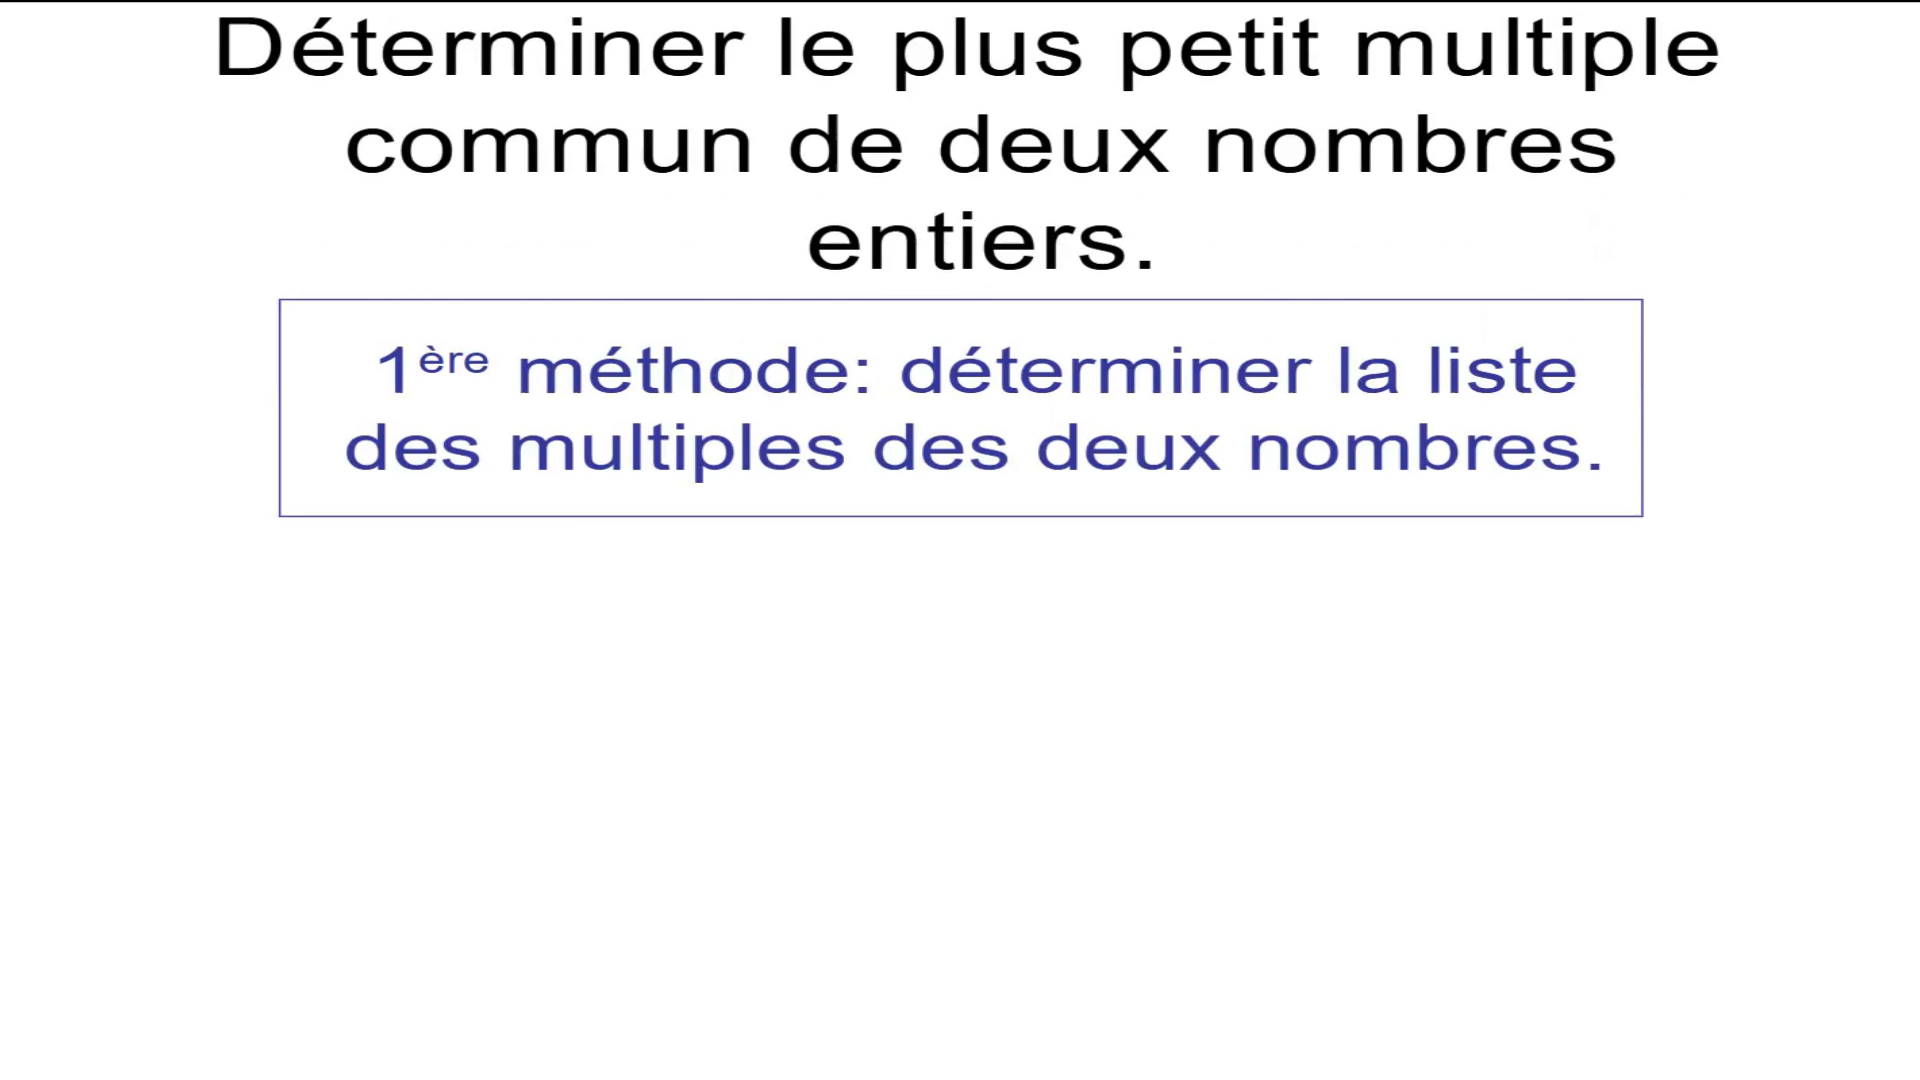 Déterminer le plus petit multiple
commun de deux nombres
entiers.
1ère méthode: déterminer la liste
des multiples des deux nombres.